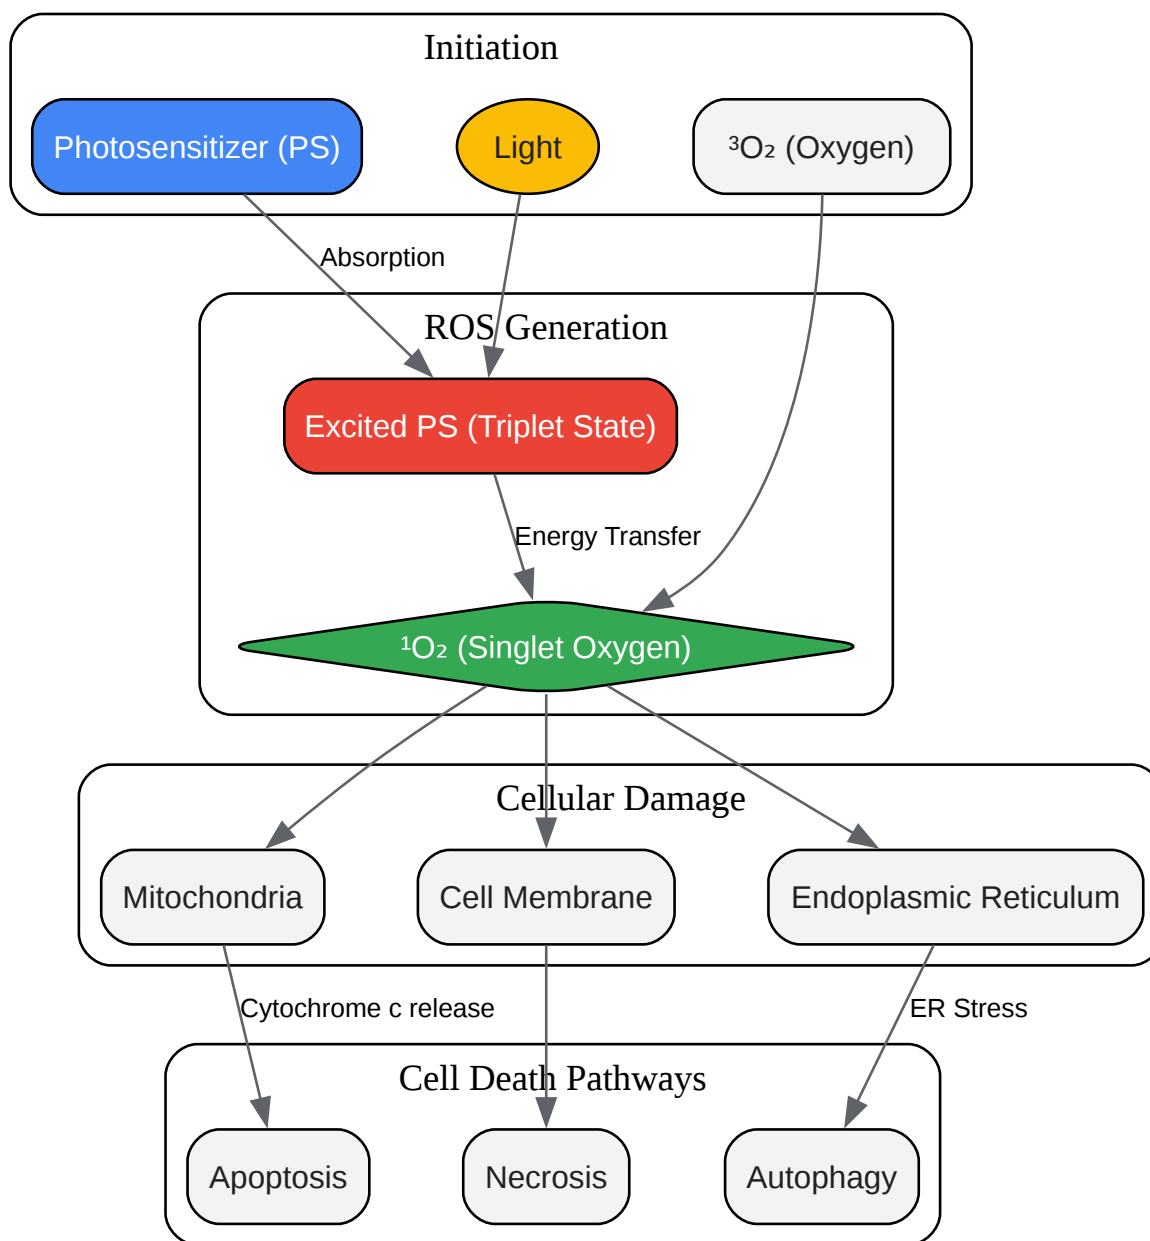 Initiation
Photosensitizer (PS)
Light
³O₂ (Oxygen)
Absorption
ROS Generation
Excited PS (Triplet State)
Energy Transfer
¹O₂ (Singlet Oxygen)
Cellular Damage
Mitochondria
Cell Membrane
Endoplasmic Reticulum
Cytochrome c release
ER Stress
Cell Death Pathways
Apoptosis
Necrosis
Autophagy